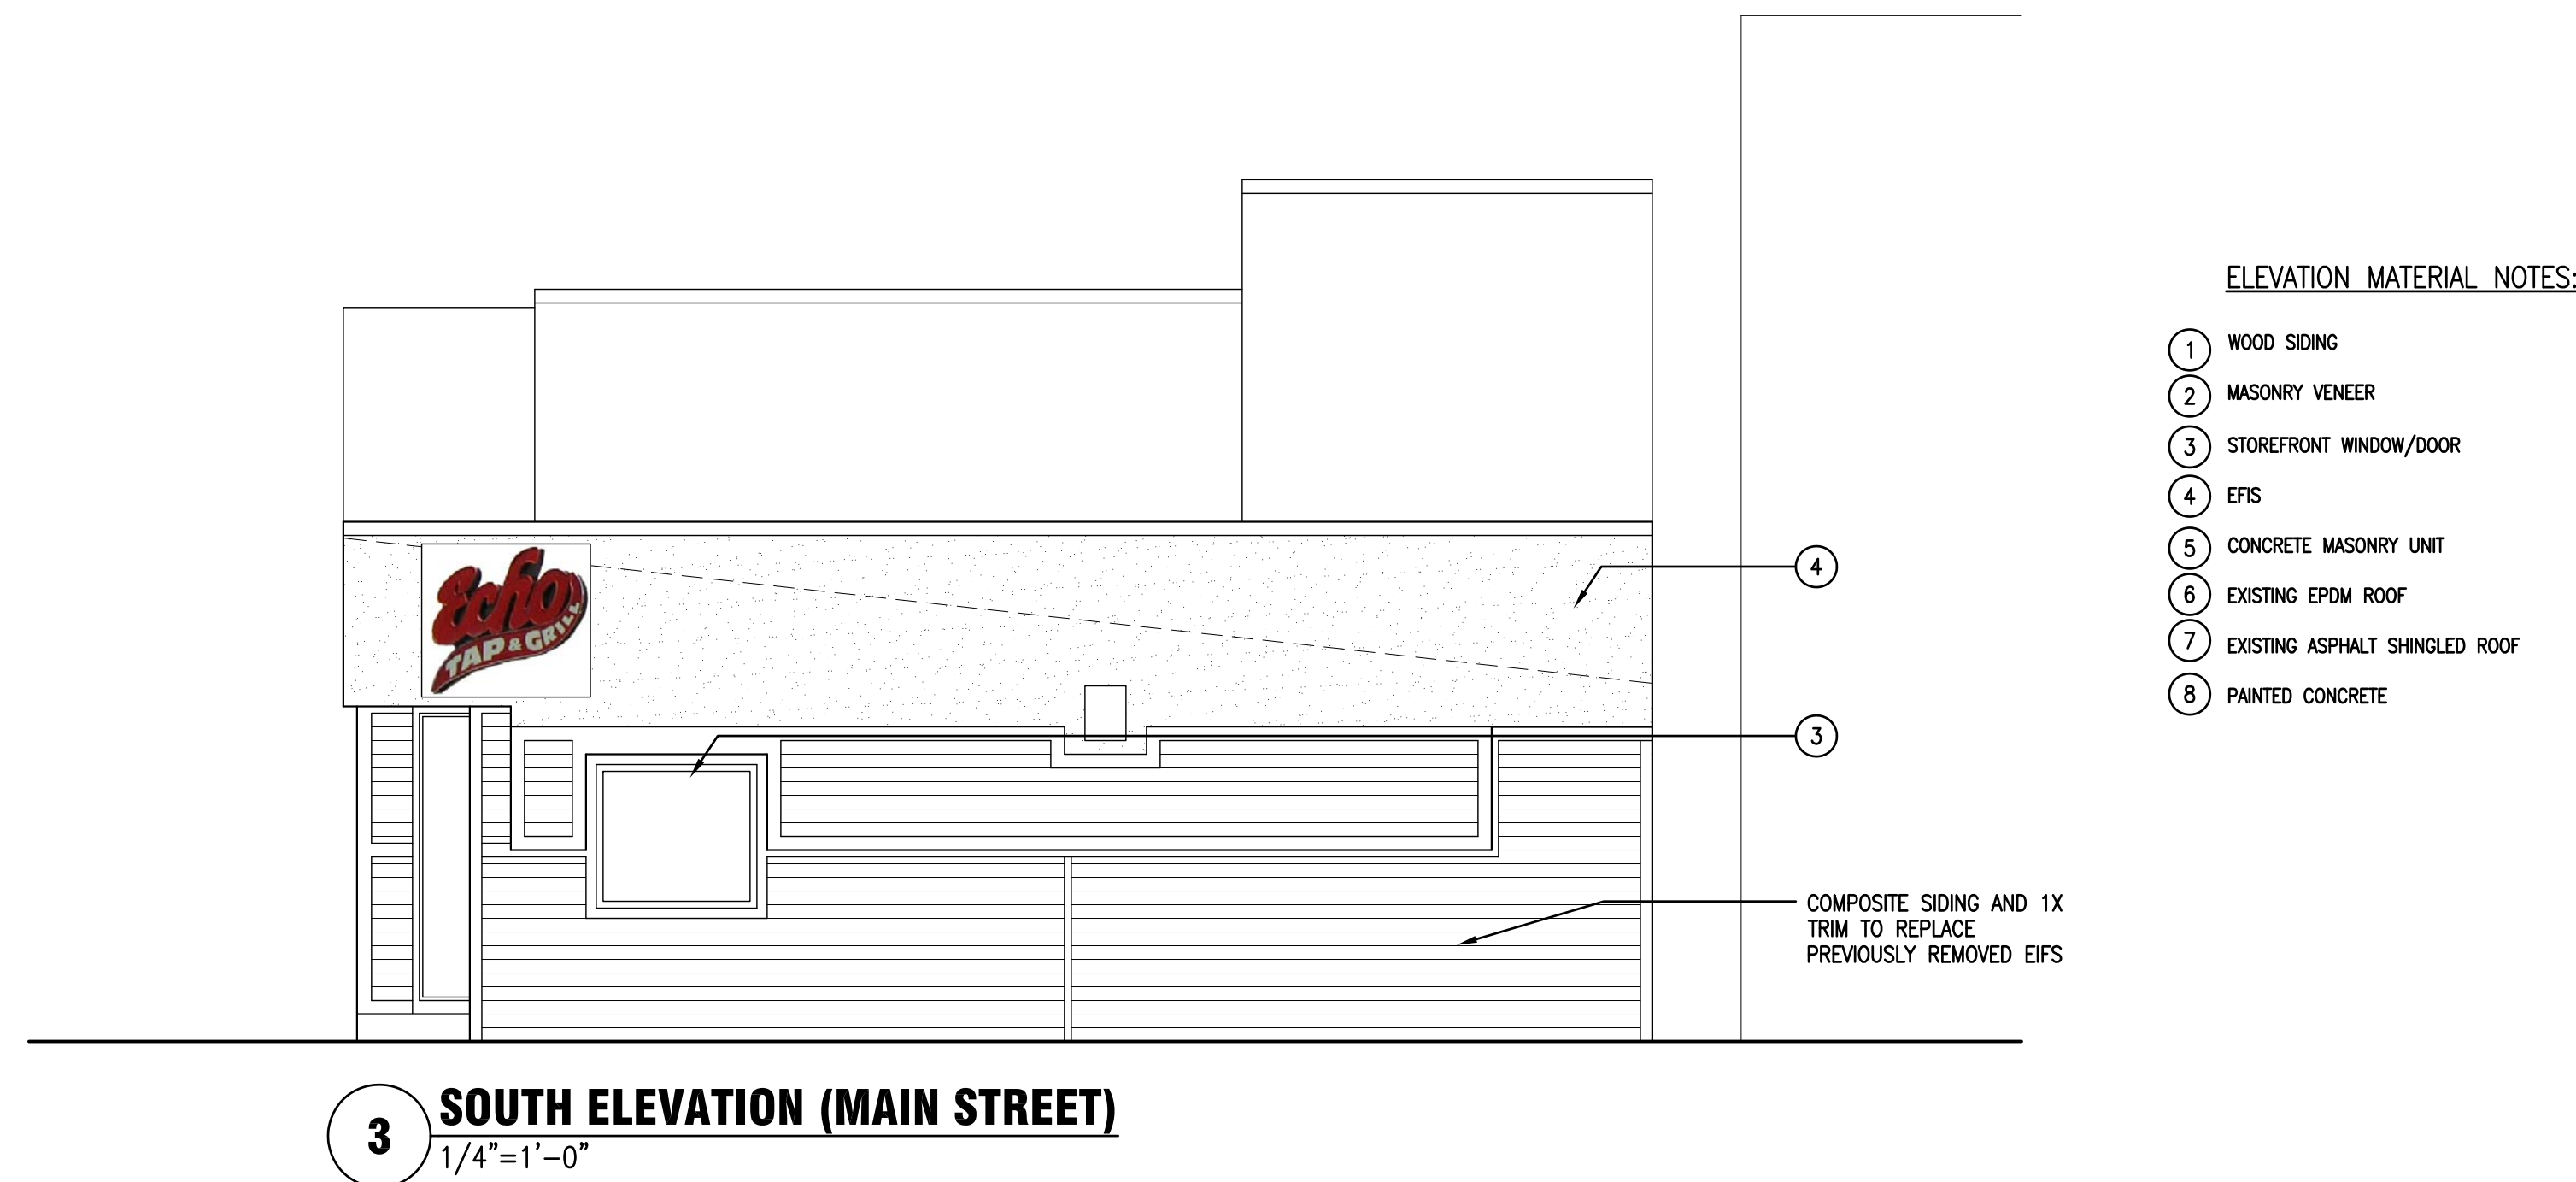 Echo
TAP & GRILL
4
3
COMPOSITE SIDING AND 1X
TRIM TO REPLACE
PREVIOUSLY REMOVED EIFS
3 SOUTH ELEVATION (MAIN STREET)
1/4"=1'-0"
ELEVATION MATERIAL NOTES:
1 WOOD SIDING
2 MASONRY VENEER
3 STOREFRONT WINDOW/DOOR
4 EFIS
5 CONCRETE MASONRY UNIT
6 EXISTING EPDM ROOF
7 EXISTING ASPHALT SHINGLED ROOF
8 PAINTED CONCRETE